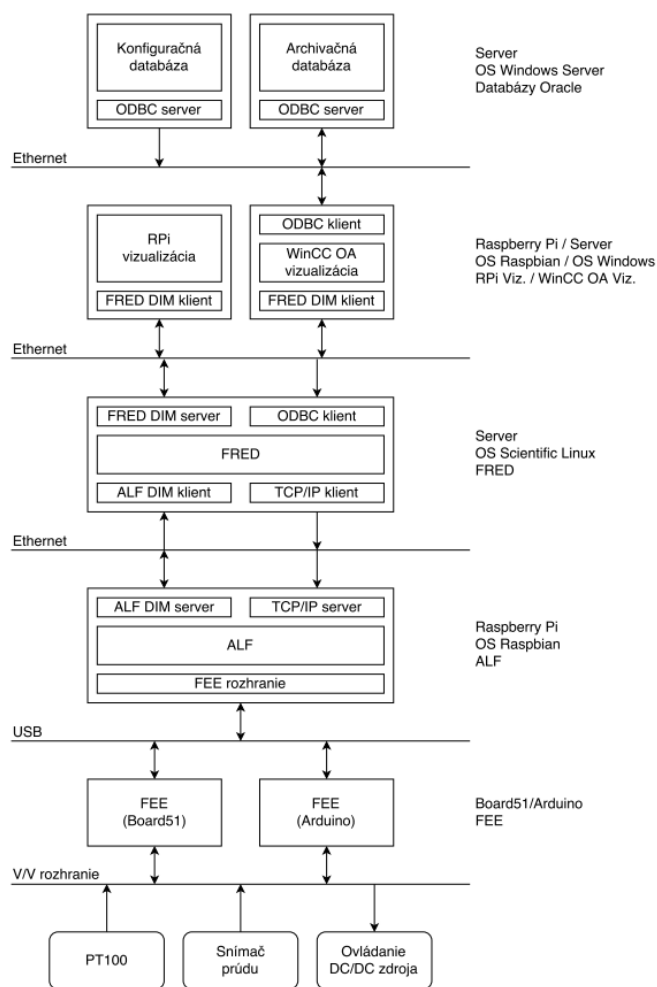 Konfiguračná
databáza
ODBC server
Archivačná
databáza
ODBC server
Server
OS Windows Server
Databázy Oracle
Ethernet
RPi
vizualizácia
FRED DIM klient
ODBC klient
WinCC OA
vizualizácia
FRED DIM klient
Raspberry Pi / Server
OS Raspbian / OS Windows
RPi Viz. / WinCC OA Viz.
Ethernet
FRED DIM server
ODBC klient
FRED
ALF DIM klient
TCP/IP klient
Server
OS Scientific Linux
FRED
Ethernet
ALF DIM server
TCP/IP server
ALF
FEE rozhranie
Raspberry Pi
OS Raspbian
ALF
USB
FEE
(Board51)
FEE
(Arduino)
Board51/Arduino
FEE
V/V rozhranie
PT100
Snímač
prúdu
Ovládanie
DC/DC zdroja